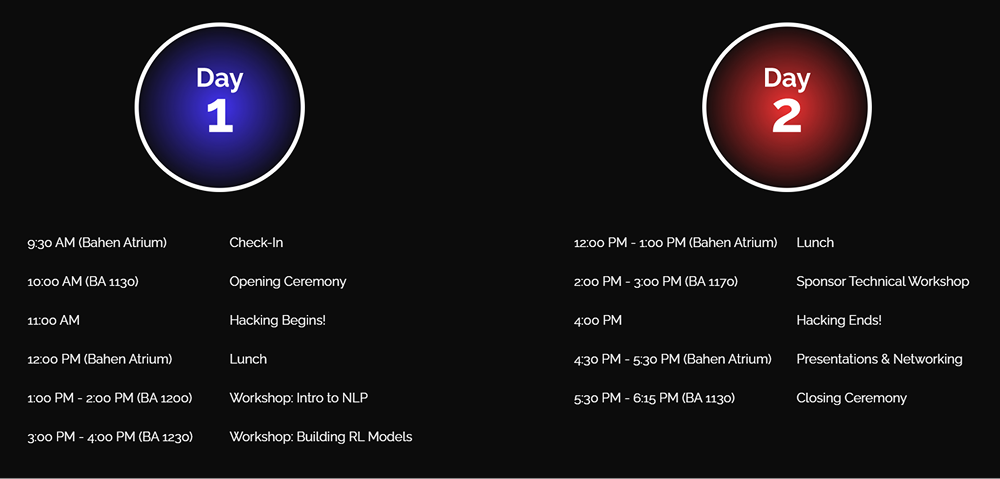 Day
1
9:30 AM (Bahen Atrium) Check-In
10:00 AM (BA 1130) Opening Ceremony
11:00 AM Hacking Begins!
12:00 PM (Bahen Atrium) Lunch
1:00 PM - 2:00 PM (BA 1200) Workshop: Intro to NLP
3:00 PM - 4:00 PM (BA 1230) Workshop: Building RL Models
Day
2
12:00 PM - 1:00 PM (Bahen Atrium) Lunch
2:00 PM - 3:00 PM (BA 1170) Sponsor Technical Workshop
4:00 PM Hacking Ends!
4:30 PM - 5:30 PM (Bahen Atrium) Presentations & Networking
5:30 PM - 6:15 PM (BA 1130) Closing Ceremony